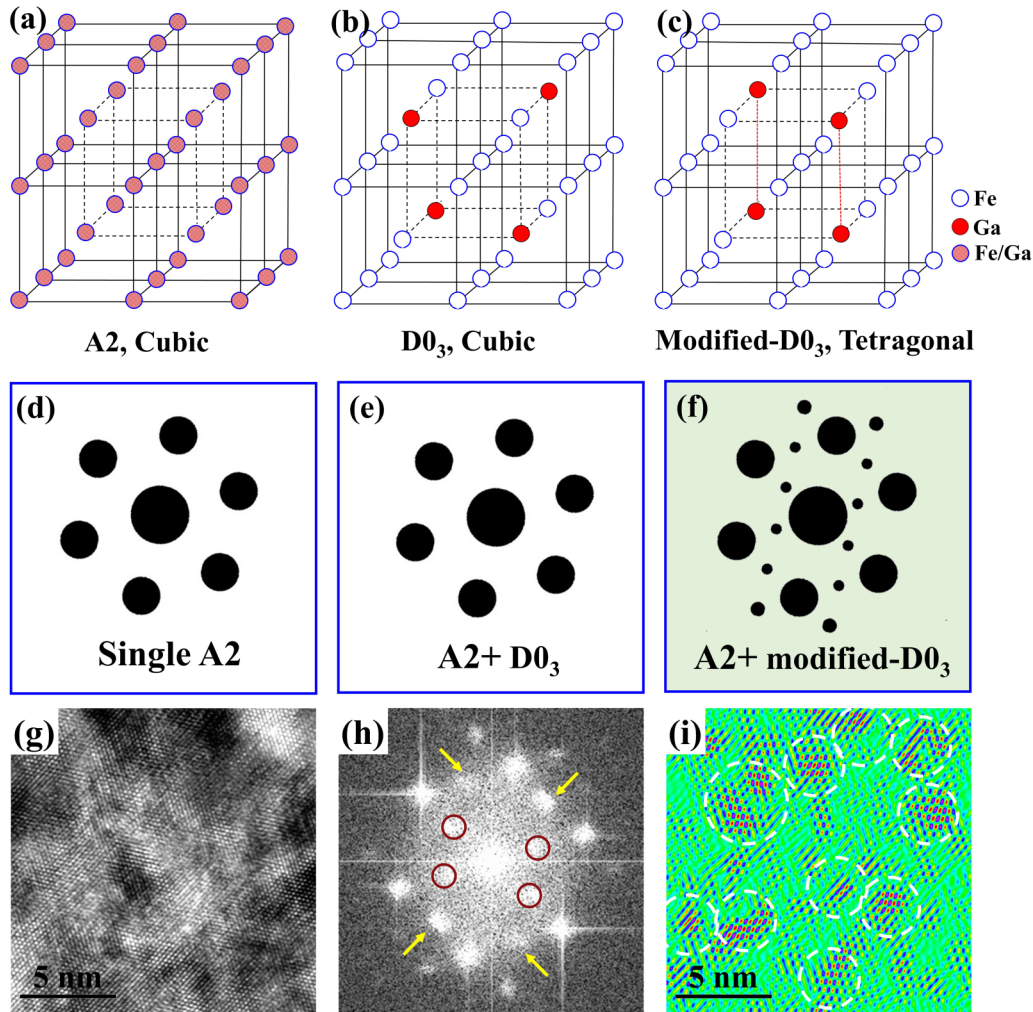 (a)
(b)
(c)
Fe
Ga
Fe/Ga
A2, Cubic
D0₃, Cubic
Modified-D0₃, Tetragonal
(d)
(e)
(f)
Single A2
A2+ D0₃
A2+ modified-D0₃
(g)
(h)
(i)
5 nm
5 nm